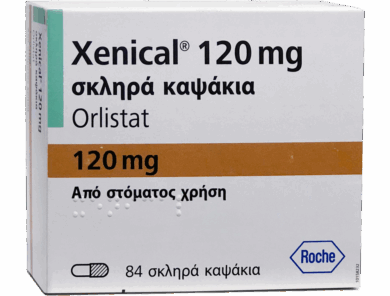 Xenical® 120 mg
σκληρά καψάκια
Orlistat
120 mg
Από στόματος χρήση
Roche
84 σκληρά καψάκια